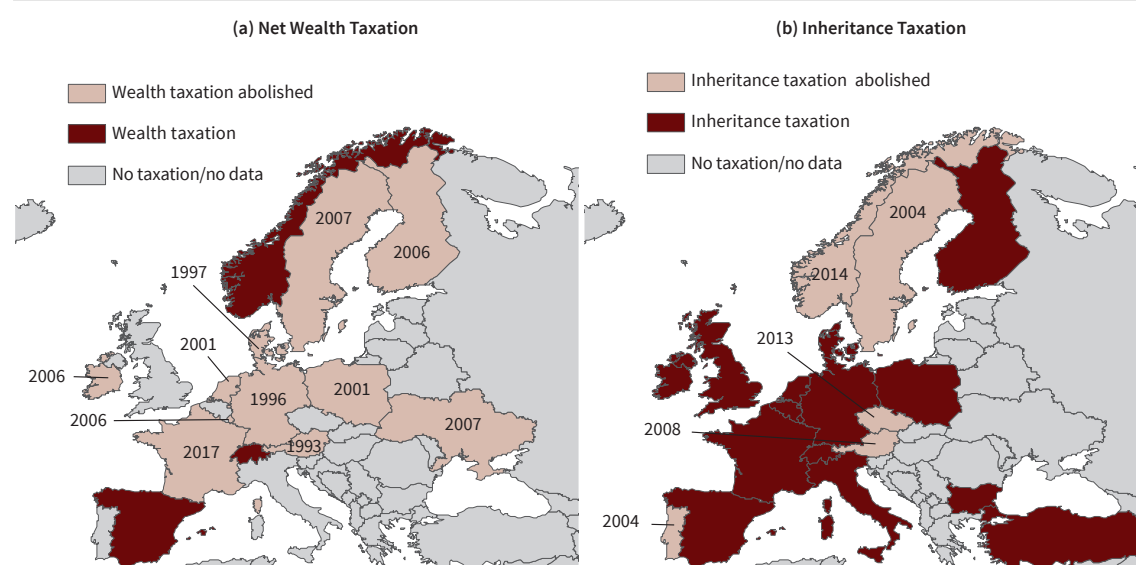 (a) Net Wealth Taxation
Wealth taxation abolished
Wealth taxation
No taxation/no data
2007
2006
1997
2001
2006
1996
2001
2006
2007
2017
1993
(b) Inheritance Taxation
Inheritance taxation abolished
Inheritance taxation
No taxation/no data
2004
2014
2013
2008
2004